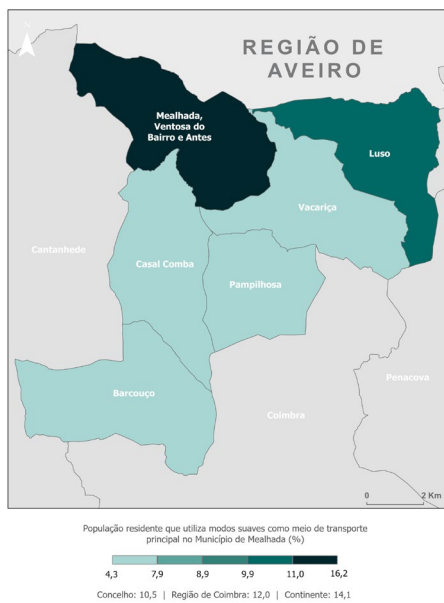 N
REGIÃO DE
AVEIRO
Mealhada,
Ventosa do
Bairro e Antes
Luso
Vacariça
Cantanhede
Casal Comba
Pampilhosa
Penacova
Barcouço
Coimbra
0 2 Km
População residente que utiliza modos suaves como meio de transporte
principal no Município de Mealhada (%)
4,3 7,9 8,9 9,9 11,0 16,2
Concelho: 10,5 | Região de Coimbra: 12,0 | Continente: 14,1